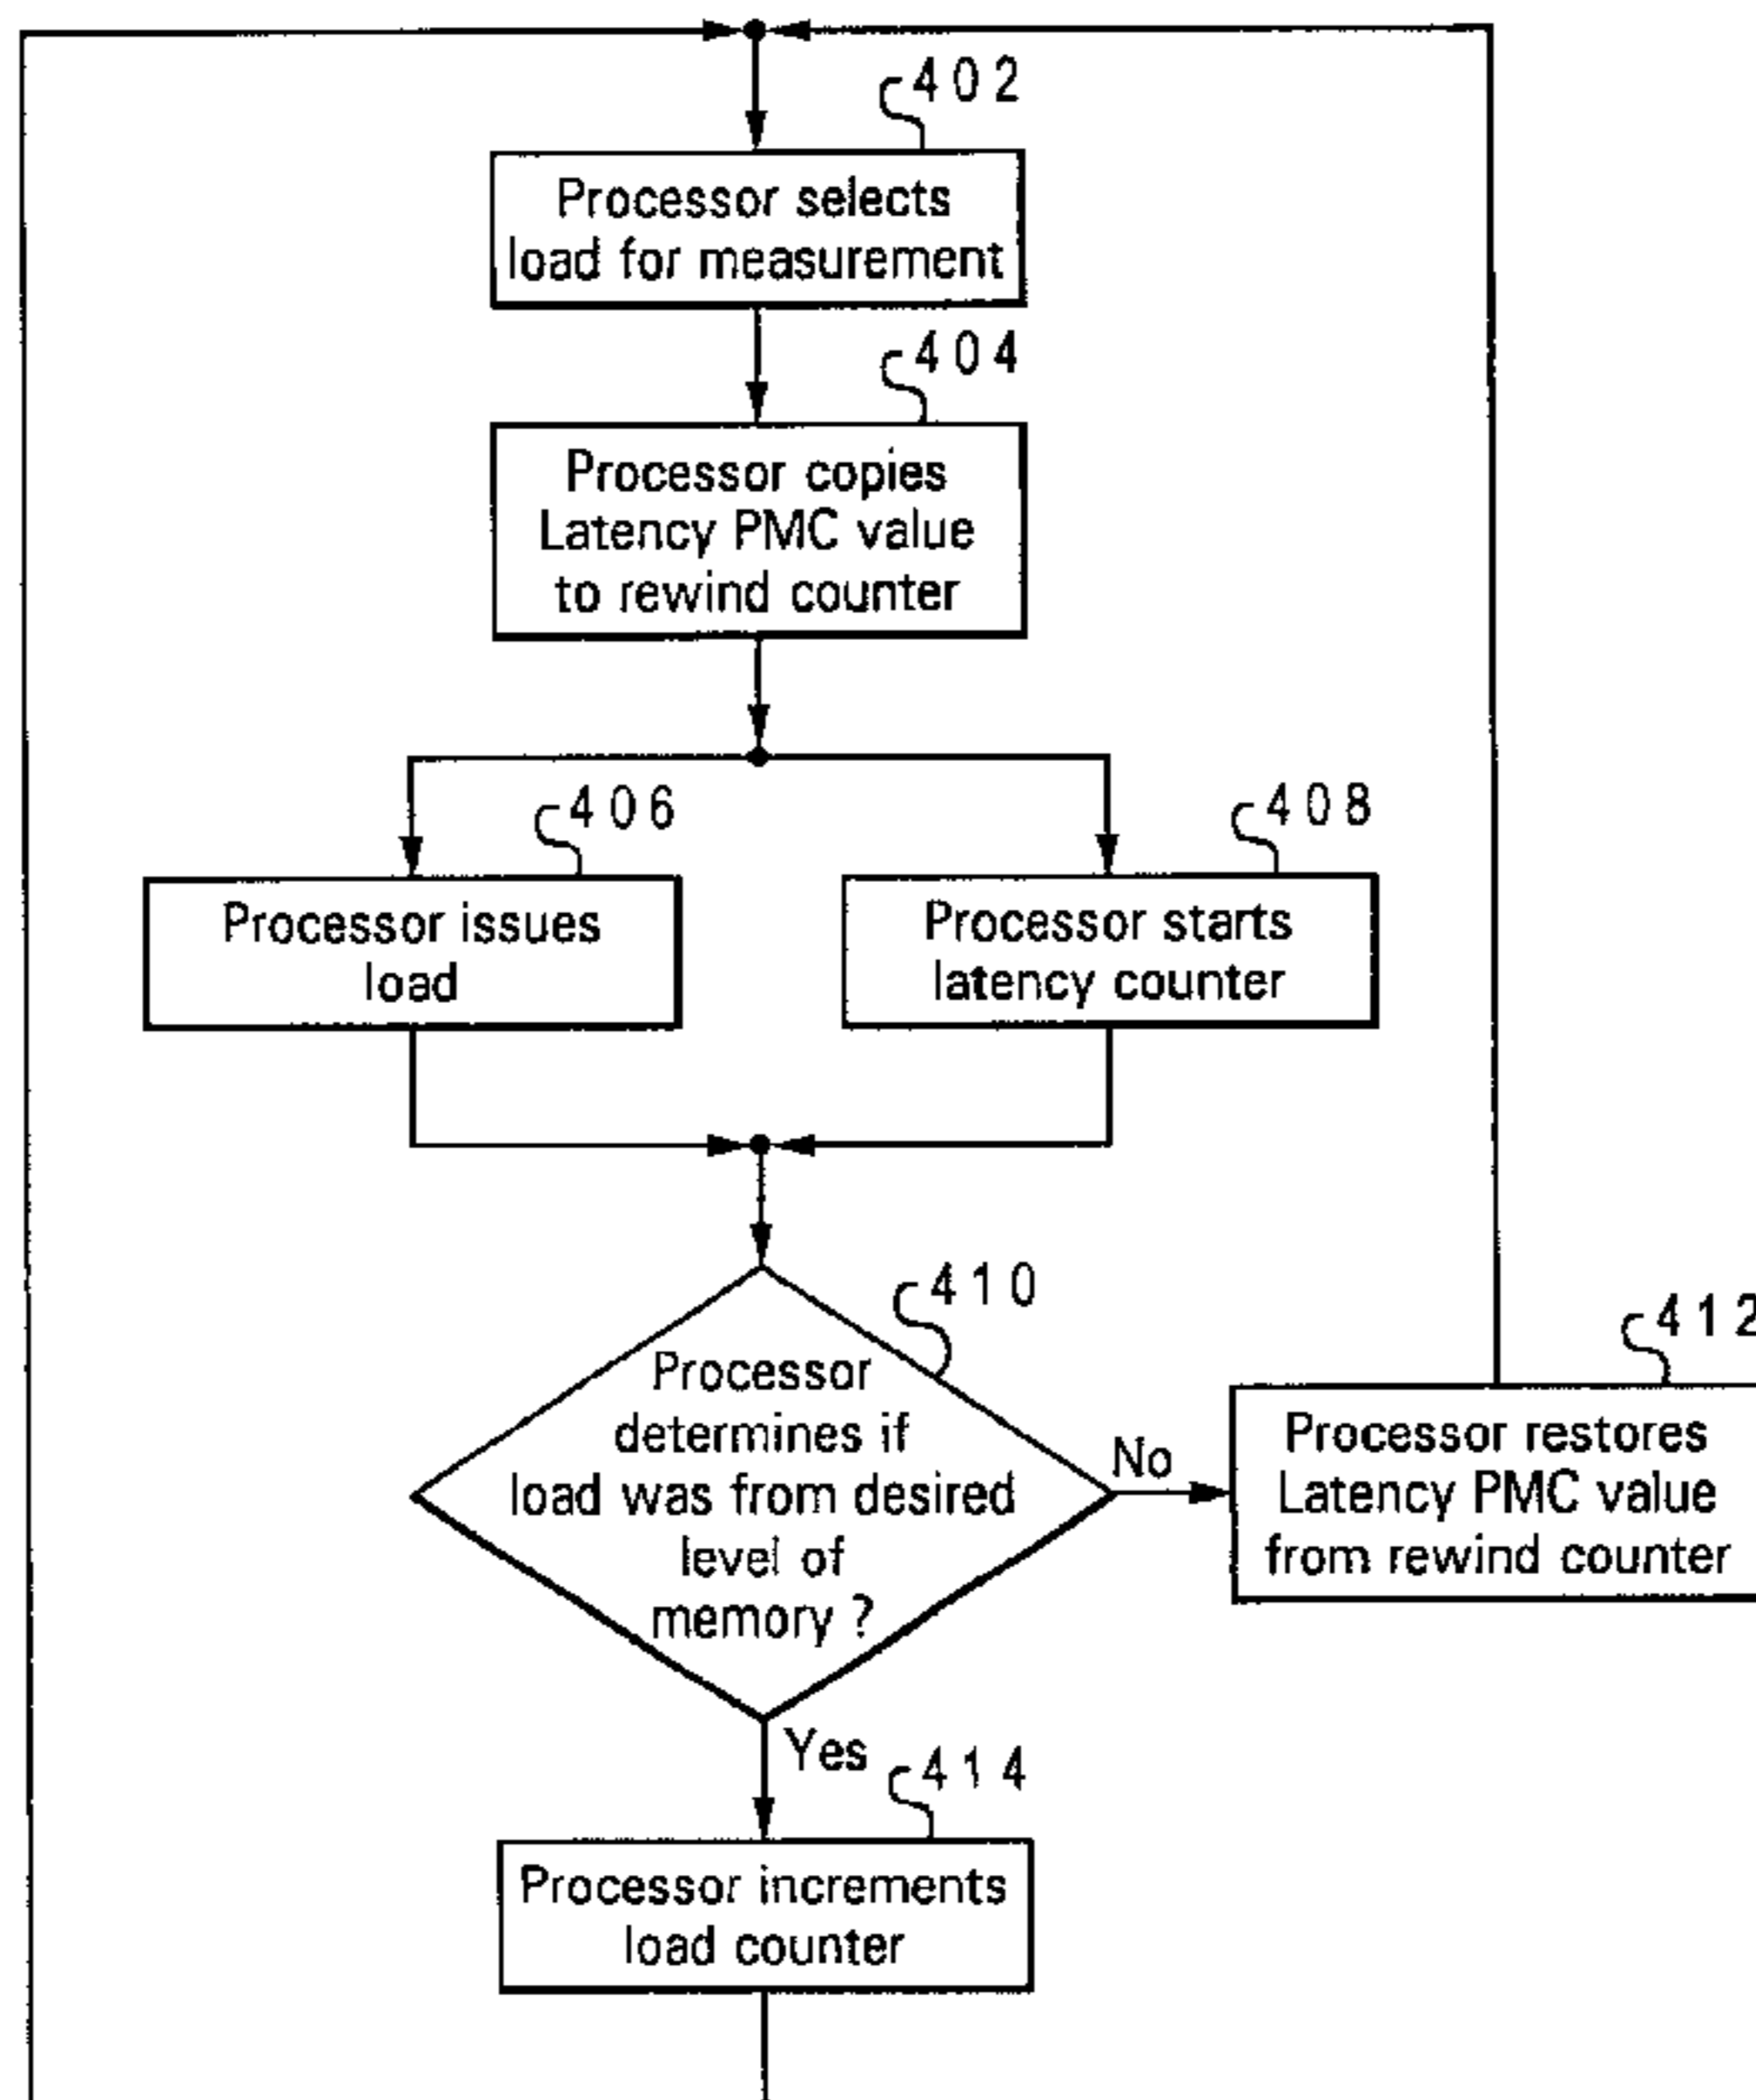 402
Processor selects
load for measurement
404
Processor copies
Latency PMC value
to rewind counter
406
Processor issues
load
408
Processor starts
latency counter
410
Processor
determines if
load was from desired
level of
memory ?
No
412
Processor restores
Latency PMC value
from rewind counter
Yes
414
Processor increments
load counter